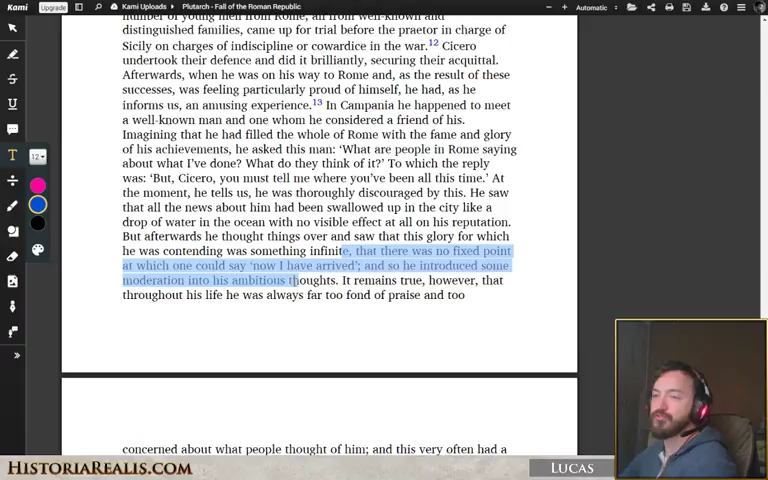 Kami
Upgrade
Kami Uploads
Plutarch - Fall of the Roman Republic
Automatic
number of young men from Rome, all from well-known and
distinguished families, came up for trial before the praetor in charge of
Sicily on charges of indiscipline or cowardice in the war.12 Cicero
undertook their defence and did it brilliantly, securing their acquittal.
Afterwards, when he was on his way to Rome and, as the result of these
successes, was feeling particularly proud of himself, he had, as he
informs us, an amusing experience.13 In Campania he happened to meet
a well-known man and one whom he considered a friend of his.
Imagining that he had filled the whole of Rome with the fame and glory
of his achievements, he asked this man: ‘What are people in Rome saying
about what I’ve done? What do they think of it?’ To which the reply
was: ‘But, Cicero, you must tell me where you’ve been all this time.’ At
the moment, he tells us, he was thoroughly discouraged by this. He saw
that all the news about him had been swallowed up in the city like a
drop of water in the ocean with no visible effect at all on his reputation.
But afterwards he thought things over and saw that this glory for which
he was contending was something infinite, that there was no fixed point
at which one could say ‘now I have arrived’; and so he introduced some
moderation into his ambitious thoughts. It remains true, however, that
throughout his life he was always far too fond of praise and too
concerned about what people thought of him; and this very often had a
T
12
HISTORIAREALIS.COM
LUCAS